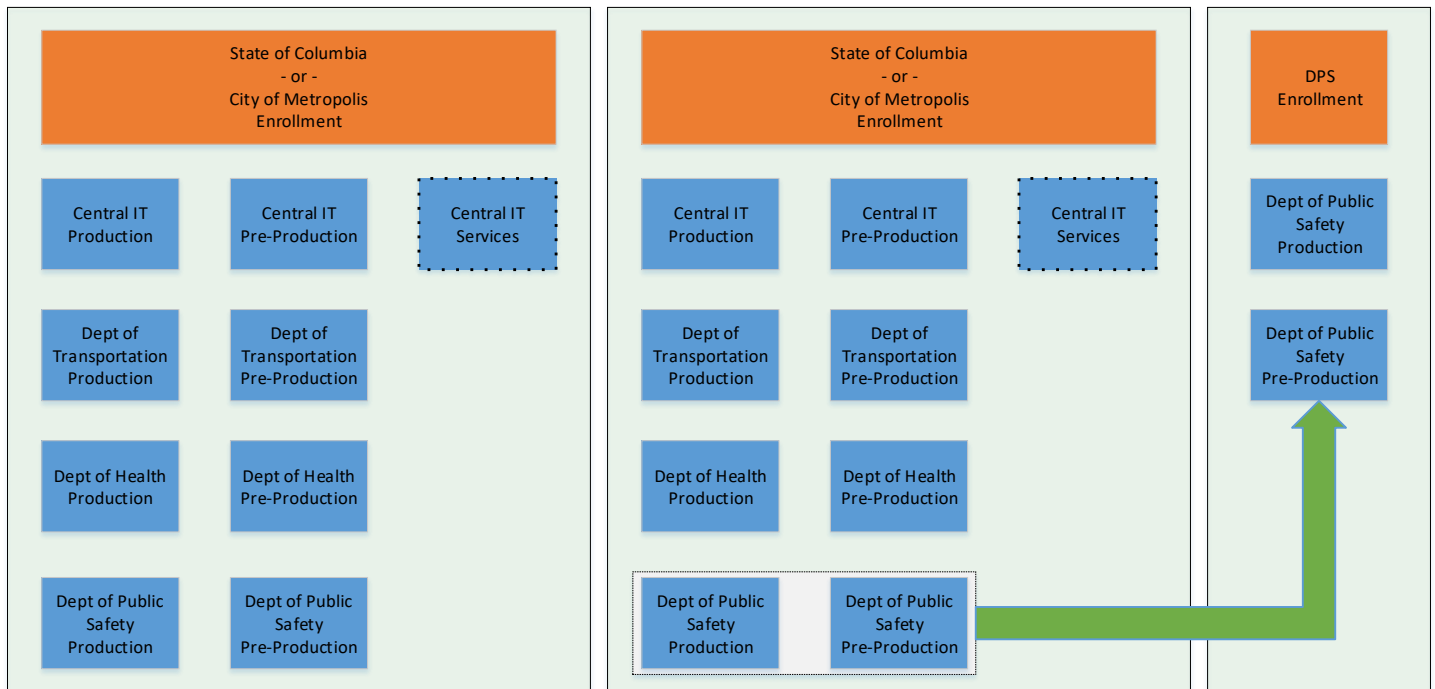 State of Columbia
- or -
City of Metropolis
Enrollment
Central IT
Production
Central IT
Pre-Production
Central IT
Services
Dept of
Transportation
Production
Dept of
Transportation
Pre-Production
Dept of Health
Production
Dept of Health
Pre-Production
Dept of Public
Safety
Production
Dept of Public
Safety
Pre-Production
State of Columbia
- or -
City of Metropolis
Enrollment
Central IT
Production
Central IT
Pre-Production
Central IT
Services
Dept of
Transportation
Production
Dept of
Transportation
Pre-Production
Dept of Health
Production
Dept of Health
Pre-Production
Dept of Public
Safety
Production
Dept of Public
Safety
Pre-Production
DPS
Enrollment
Dept of Public
Safety
Production
Dept of Public
Safety
Pre-Production